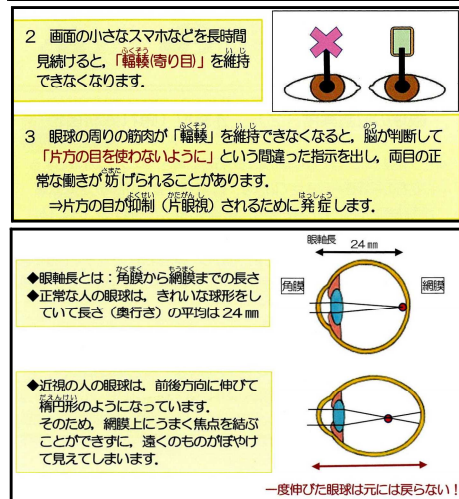 2 画面の小さなスマホなどを長時間
見続けると，「輻輳(寄り目)」を維持
できなくなります．
3 眼球の周りの筋肉が「輻輳」を維持できなくなると，脳が判断して
「片方の目を使わないように」という間違った指示を出し，両目の正
常な働きが妨げられることがあります．
⇒片方の目が抑制（片眼視）されるために発症します．
眼軸長 24 ㎜
◆眼軸長とは：角膜から網膜までの長さ
◆正常な人の眼球は，きれいな球形をし
ていて長さ（奥行き）の平均は 24 ㎜
角膜
網膜
◆近視の人の眼球は，前後方向に伸びて
楕円形のようになっています．
そのため，網膜上にうまく焦点を結ぶ
ことができずに，遠くのものがぼやけ
て見えてしまいます．
一度伸びた眼球は元には戻らない！